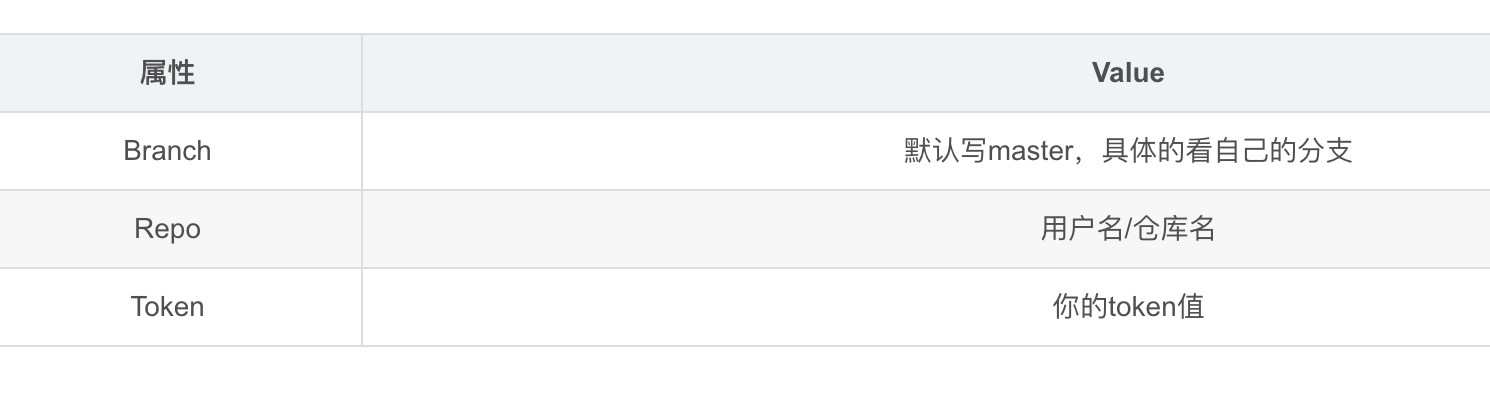 属性 Value
Branch 默认写master，具体的看自己的分支
Repo 用户名/仓库名
Token 你的token值